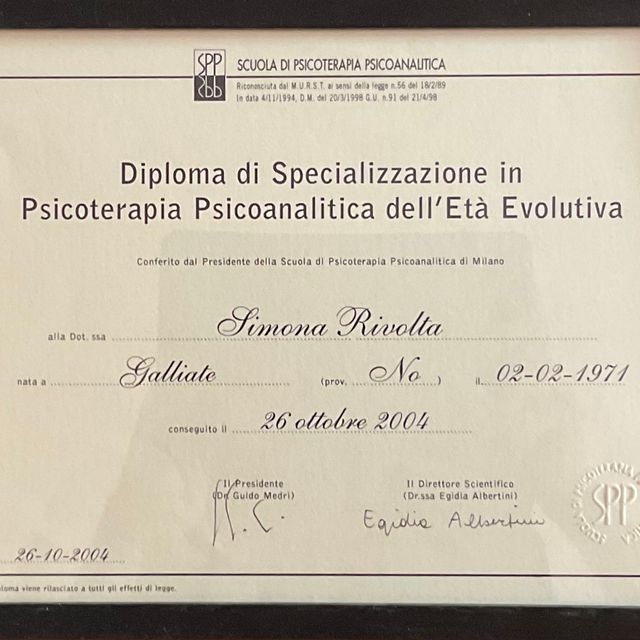 SPP
SCUOLA DI PSICOTERAPIA PSICOANALITICA
Riconosciuta dal M.U.R.S.T. ai sensi della legge n.56 del 18/2/89
In data 4/11/1994, D.M. del 20/3/1998 G.U. n.91 del 21/4/98
Diploma di Specializzazione in
Psicoterapia Psicoanalitica dell'Età Evolutiva
Conferito dal Presidente della Scuola di Psicoterapia Psicoanalitica di Milano
alla Dot. ssa Simona Rivolta
nata a Galliate (prov. No) il 02-02-1971
conseguito il 26 ottobre 2004
Il Presidente
(Dr. Guido Medri)
Il Direttore Scientifico
(Dr.ssa Egidia Albertini)
Egidia Albertini
SPP
26-10-2004
viene rilasciato a tutti gli effetti di legge.